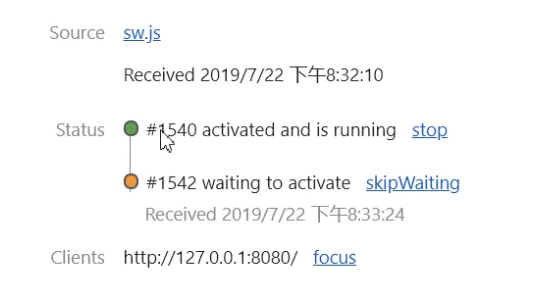 Source sw.js
Received 2019/7/22 下午8:32:10
Status #1540 activated and is running stop
#1542 waiting to activate skipWaiting
Received 2019/7/22 下午8:33:24
Clients http://127.0.0.1:8080/ focus